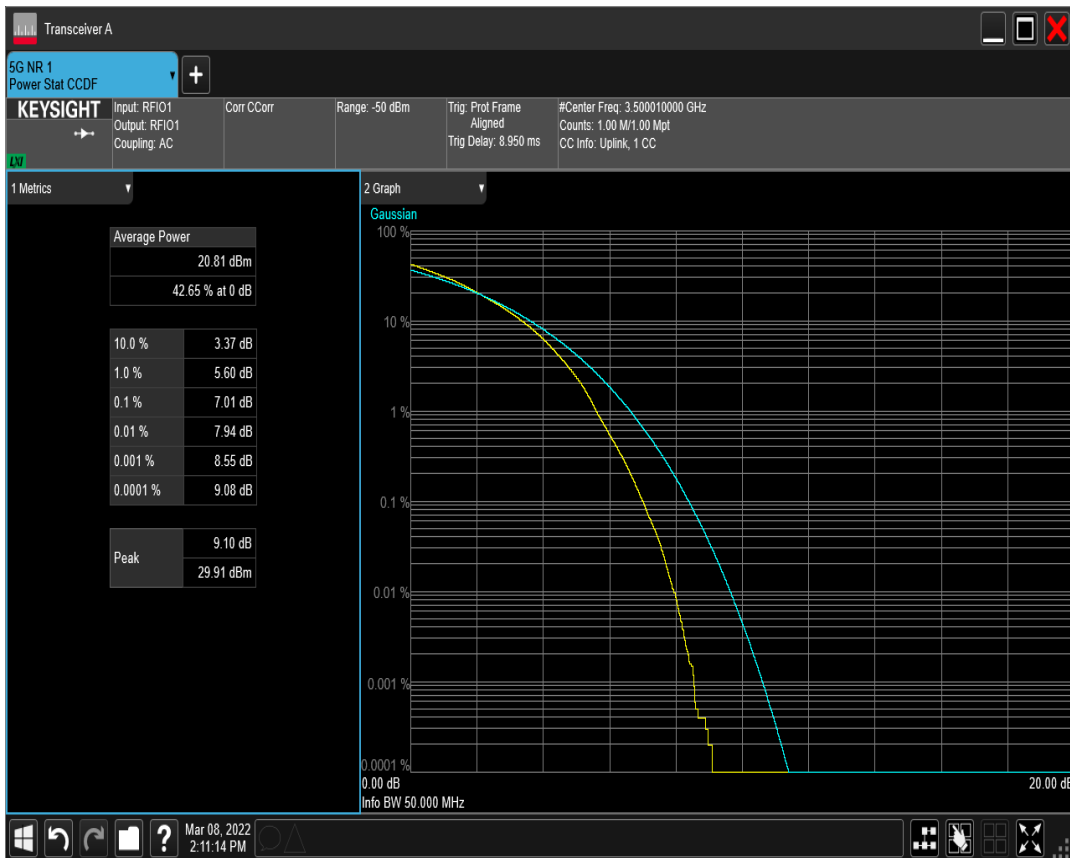 Transceiver A
5G NR 1
Power Stat CCDF
+
KEYSIGHT
LXI
Input: RFIO1
Output: RFIO1
Coupling: AC
Corr CCorr
Range: -50 dBm
Trig: Prot Frame
Aligned
Trig Delay: 8.950 ms
#Center Freq: 3.500010000 GHz
Counts: 1.00 M/1.00 Mpt
CC Info: Uplink, 1 CC
1 Metrics
Average Power
20.81 dBm
42.65 % at 0 dB
10.0 % 3.37 dB
1.0 % 5.60 dB
0.1 % 7.01 dB
0.01 % 7.94 dB
0.001 % 8.55 dB
0.0001 % 9.08 dB
Peak
9.10 dB
29.91 dBm
2 Graph
Gaussian
100 %
10 %
1 %
0.1 %
0.01 %
0.001 %
0.0001 %
0.00 dB 20.00 dB
Info BW 50.000 MHz
?
Mar 08, 2022
2:11:14 PM